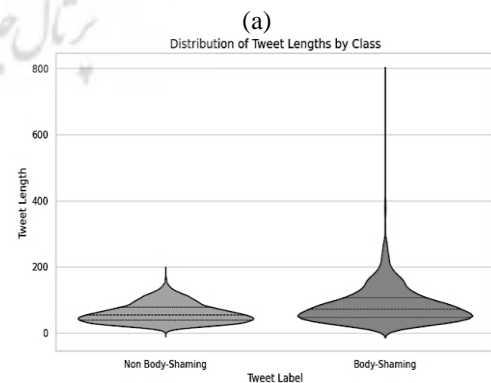 (a)
Distribution of Tweet Lengths by Class
800
600
400
200
0
Tweet Length
Non Body-Shaming
Body-Shaming
Tweet Label